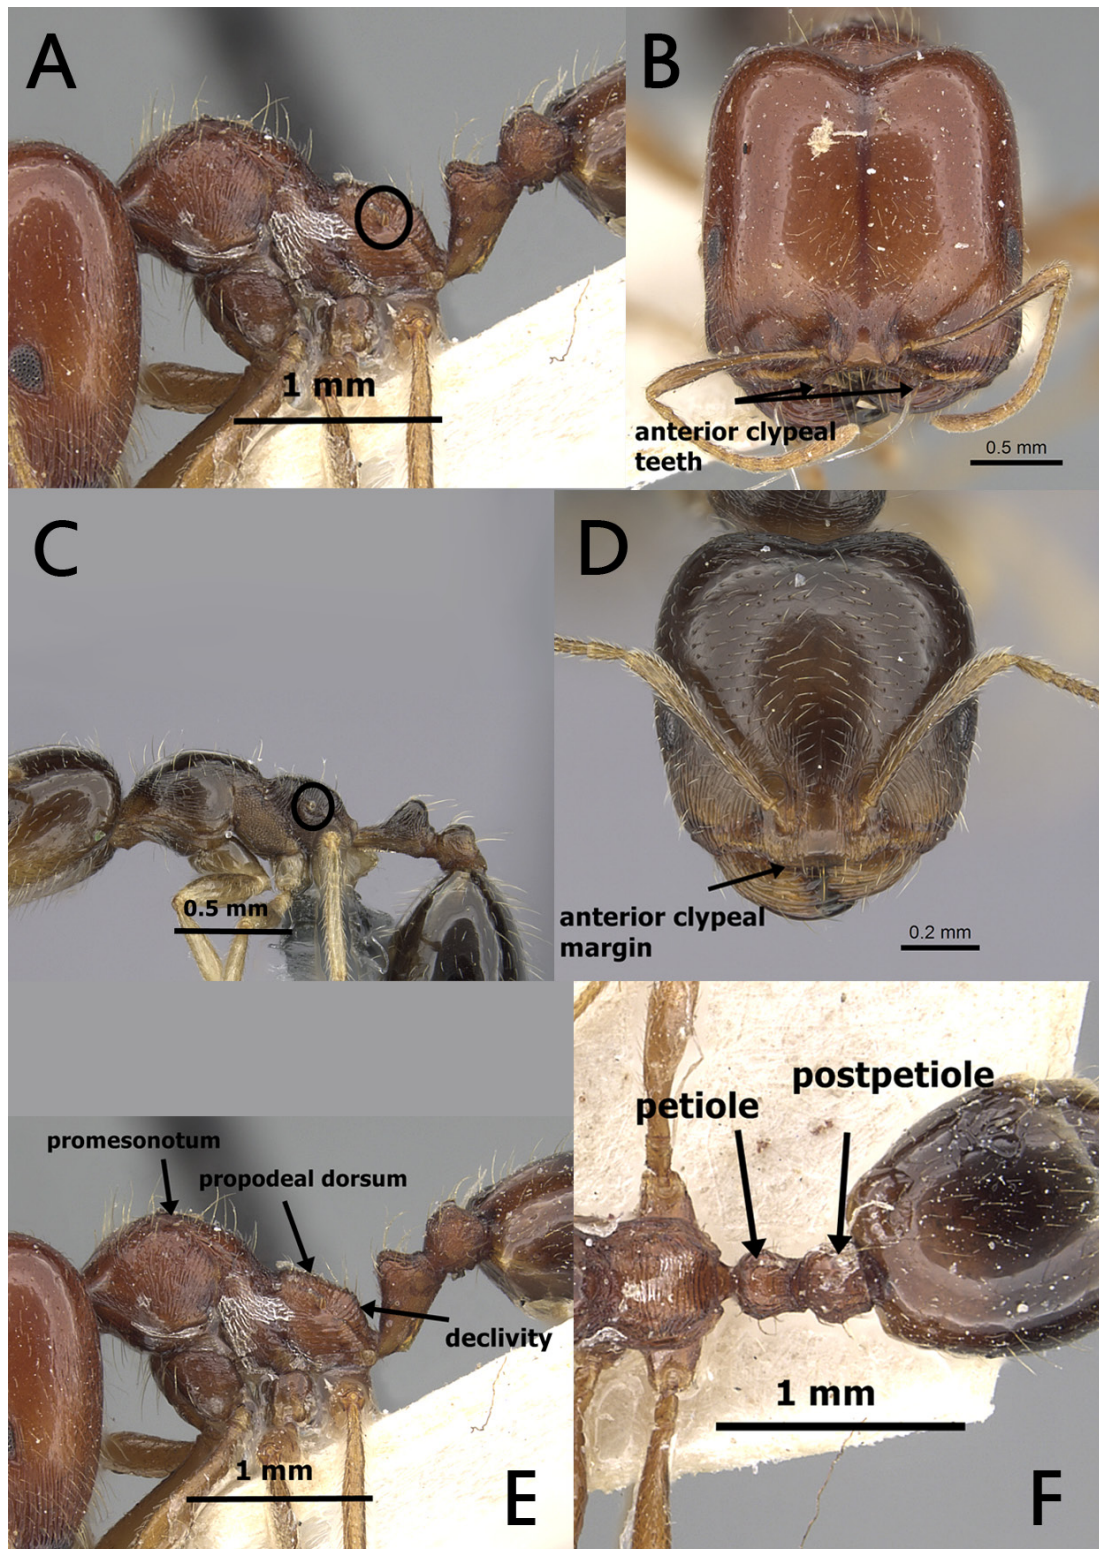 A
1 mm
B
anterior clypeal
teeth
0.5 mm
C
0.5 mm
D
anterior clypeal
margin
0.2 mm
promesonotum
propodeal dorsum
declivity
1 mm
E
petiole
postpetiole
1 mm
F